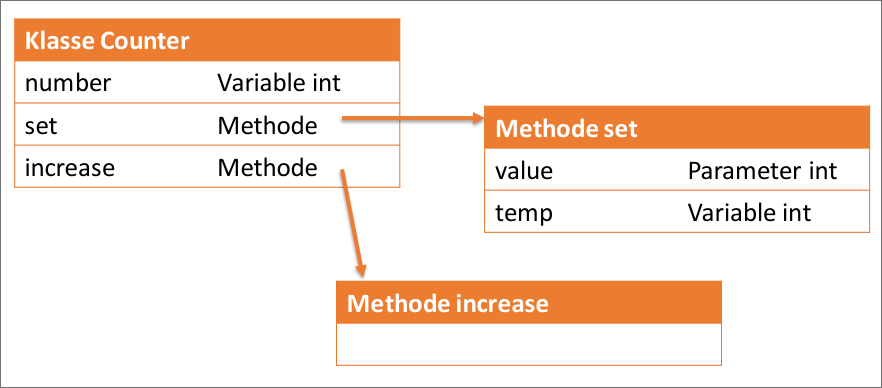 Klasse Counter
number Variable int
set Methode
increase Methode
Methode set
value Parameter int
temp Variable int
Methode increase